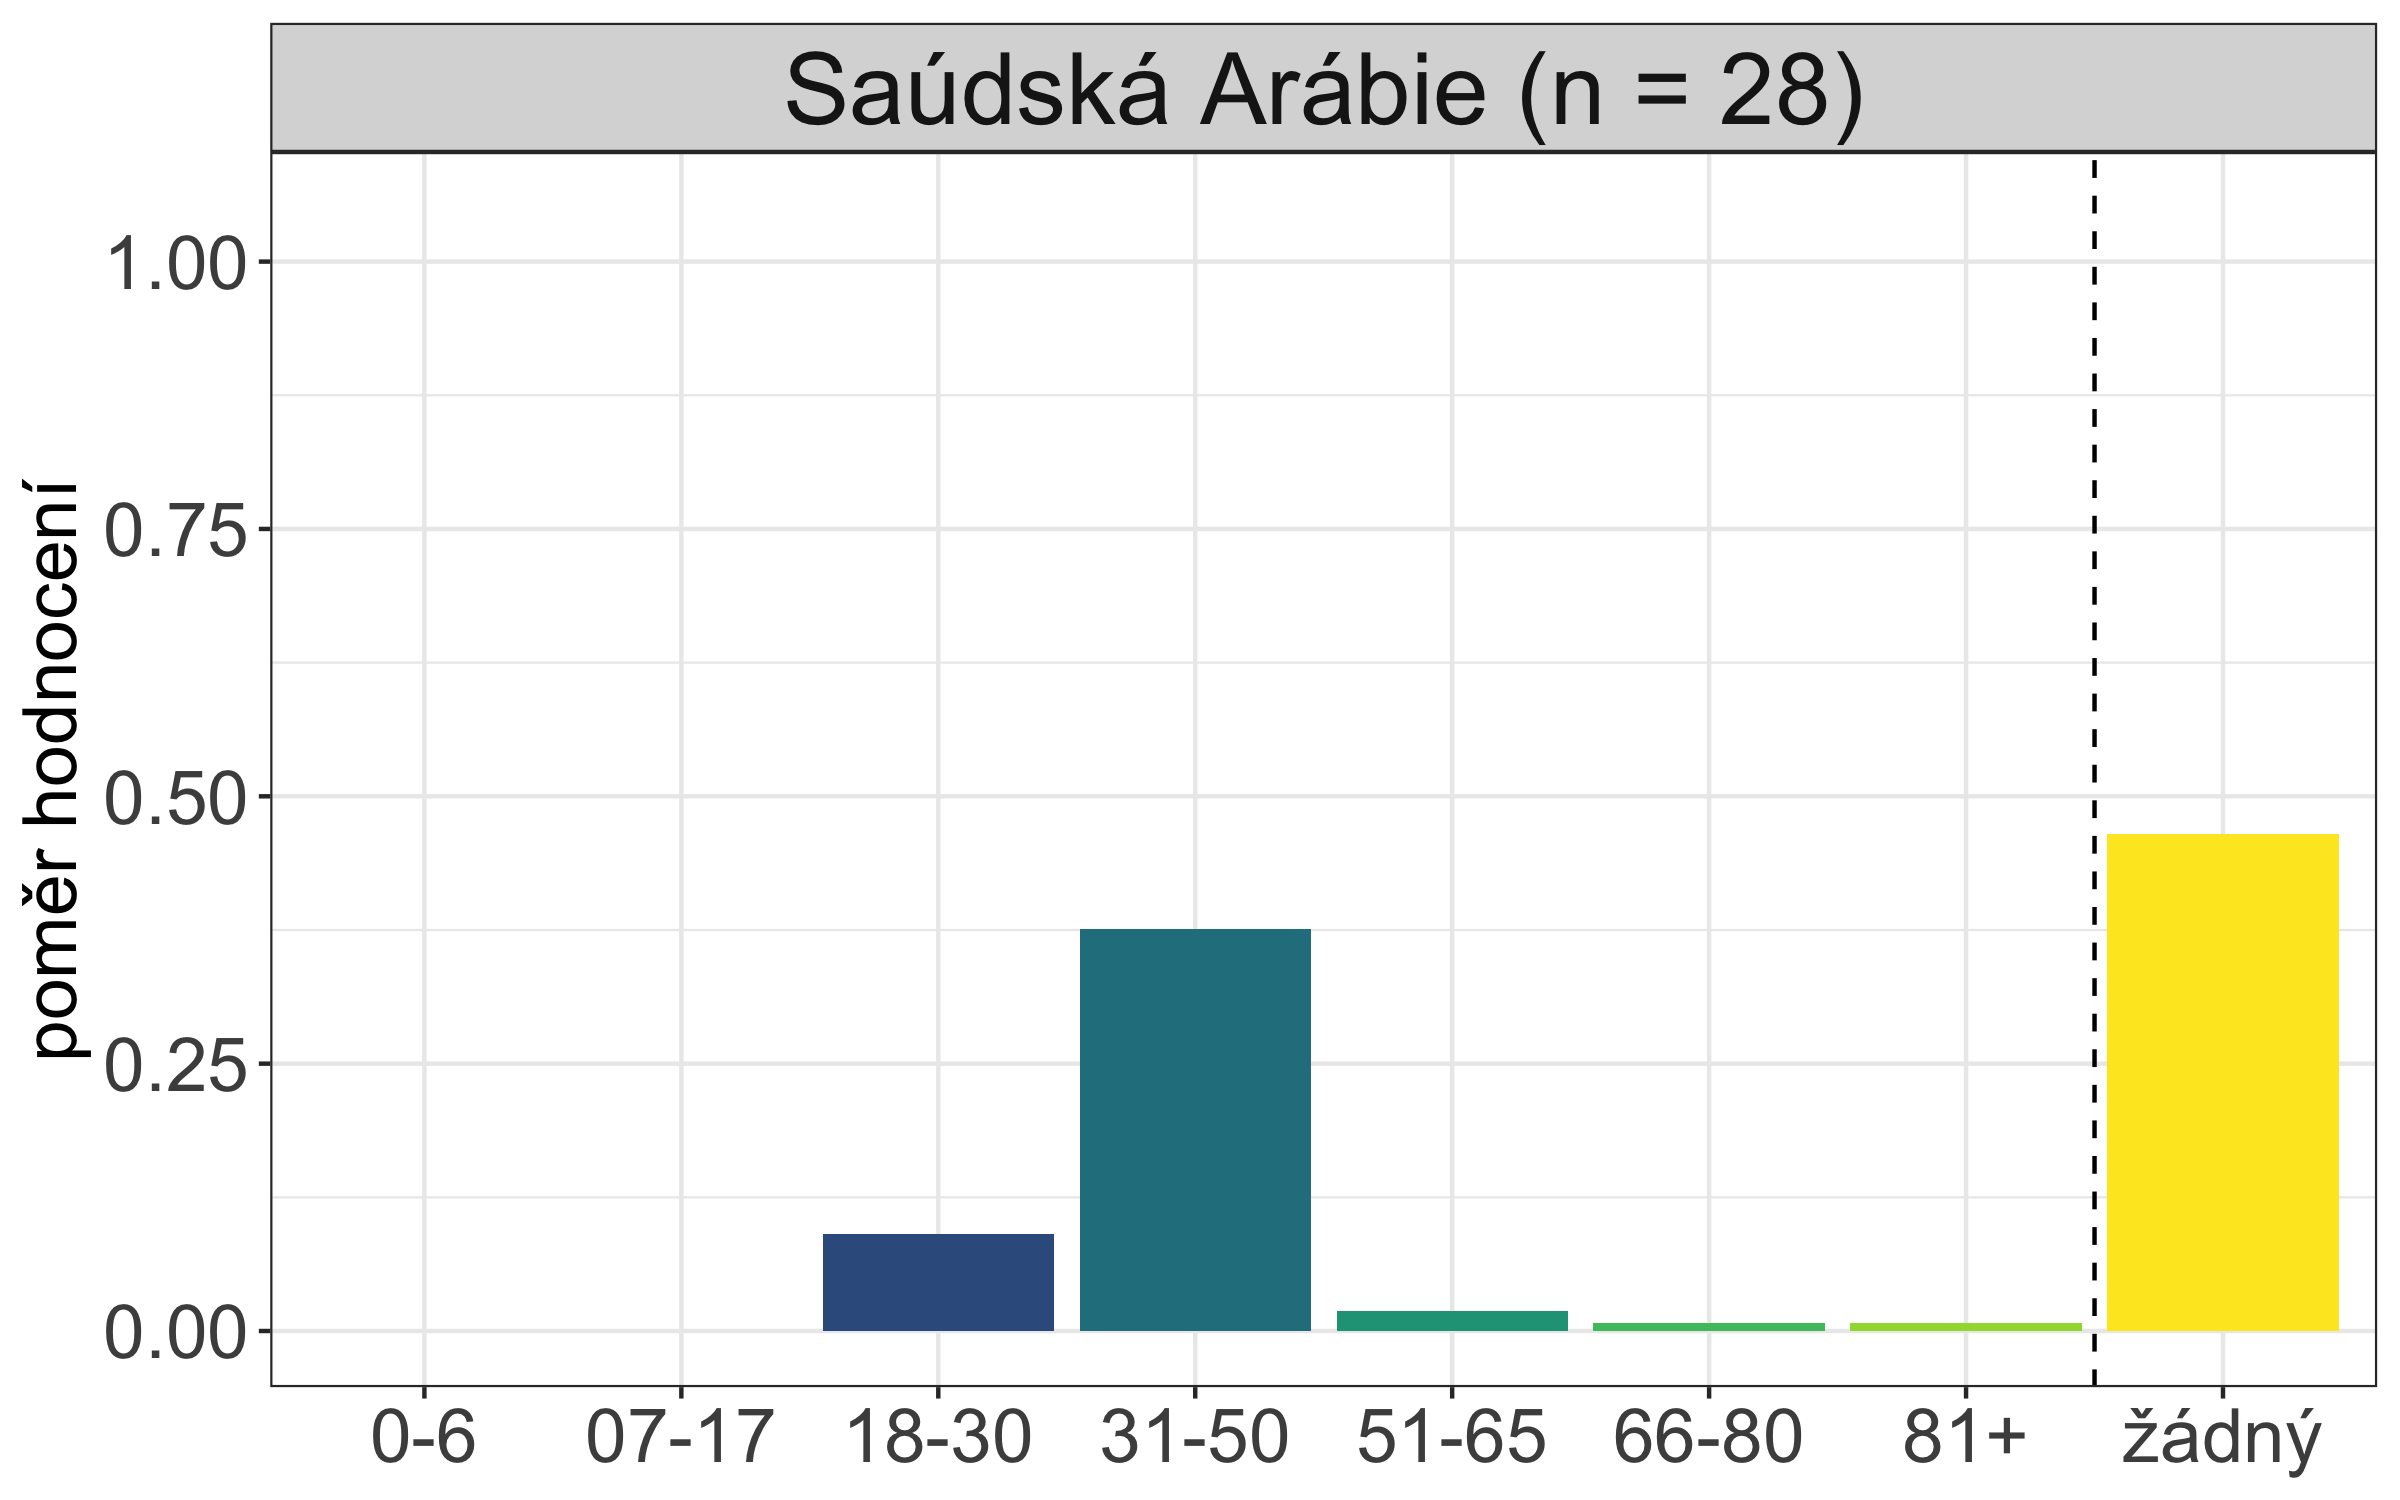 Saúdská Arábie (n = 28)
poměr hodnocení
1.00
0.75
0.50
0.25
0.00
0-6 07-17 18-30 31-50 51-65 66-80 81+ žádný